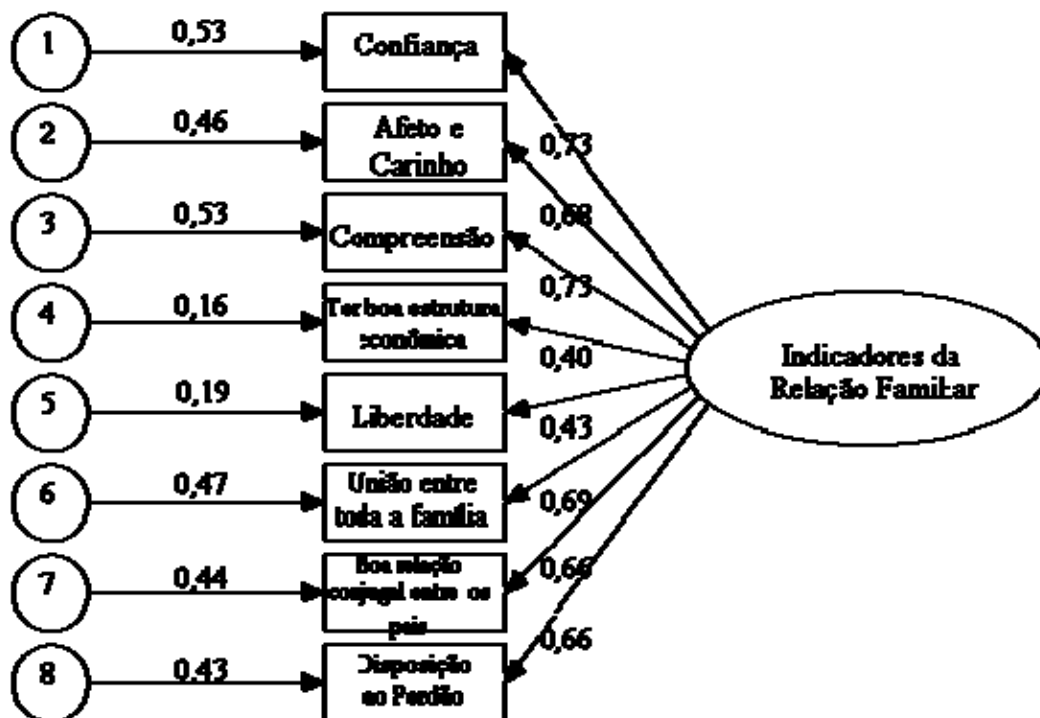 1
0,53
Confiança
2
0,46
Afeto e
Carinho
0,73
3
0,53
Compreensão
0,68
4
0,16
Ter boa estrutura
econômica
0,73
0,40
Indicadores da
Relação Familiar
5
0,19
Liberdade
0,43
6
0,47
União entre
toda a família
0,69
7
0,44
Boa relação
conjugal entre os
pais
0,66
8
0,43
Disposição
ao Perdão
0,66